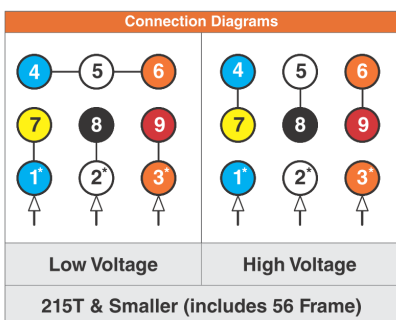 Connection Diagrams
4 5 6 4 5 6
7 8 9 7 8 9
1* 2* 3* 1* 2* 3*
Low Voltage High Voltage
215T & Smaller (includes 56 Frame)